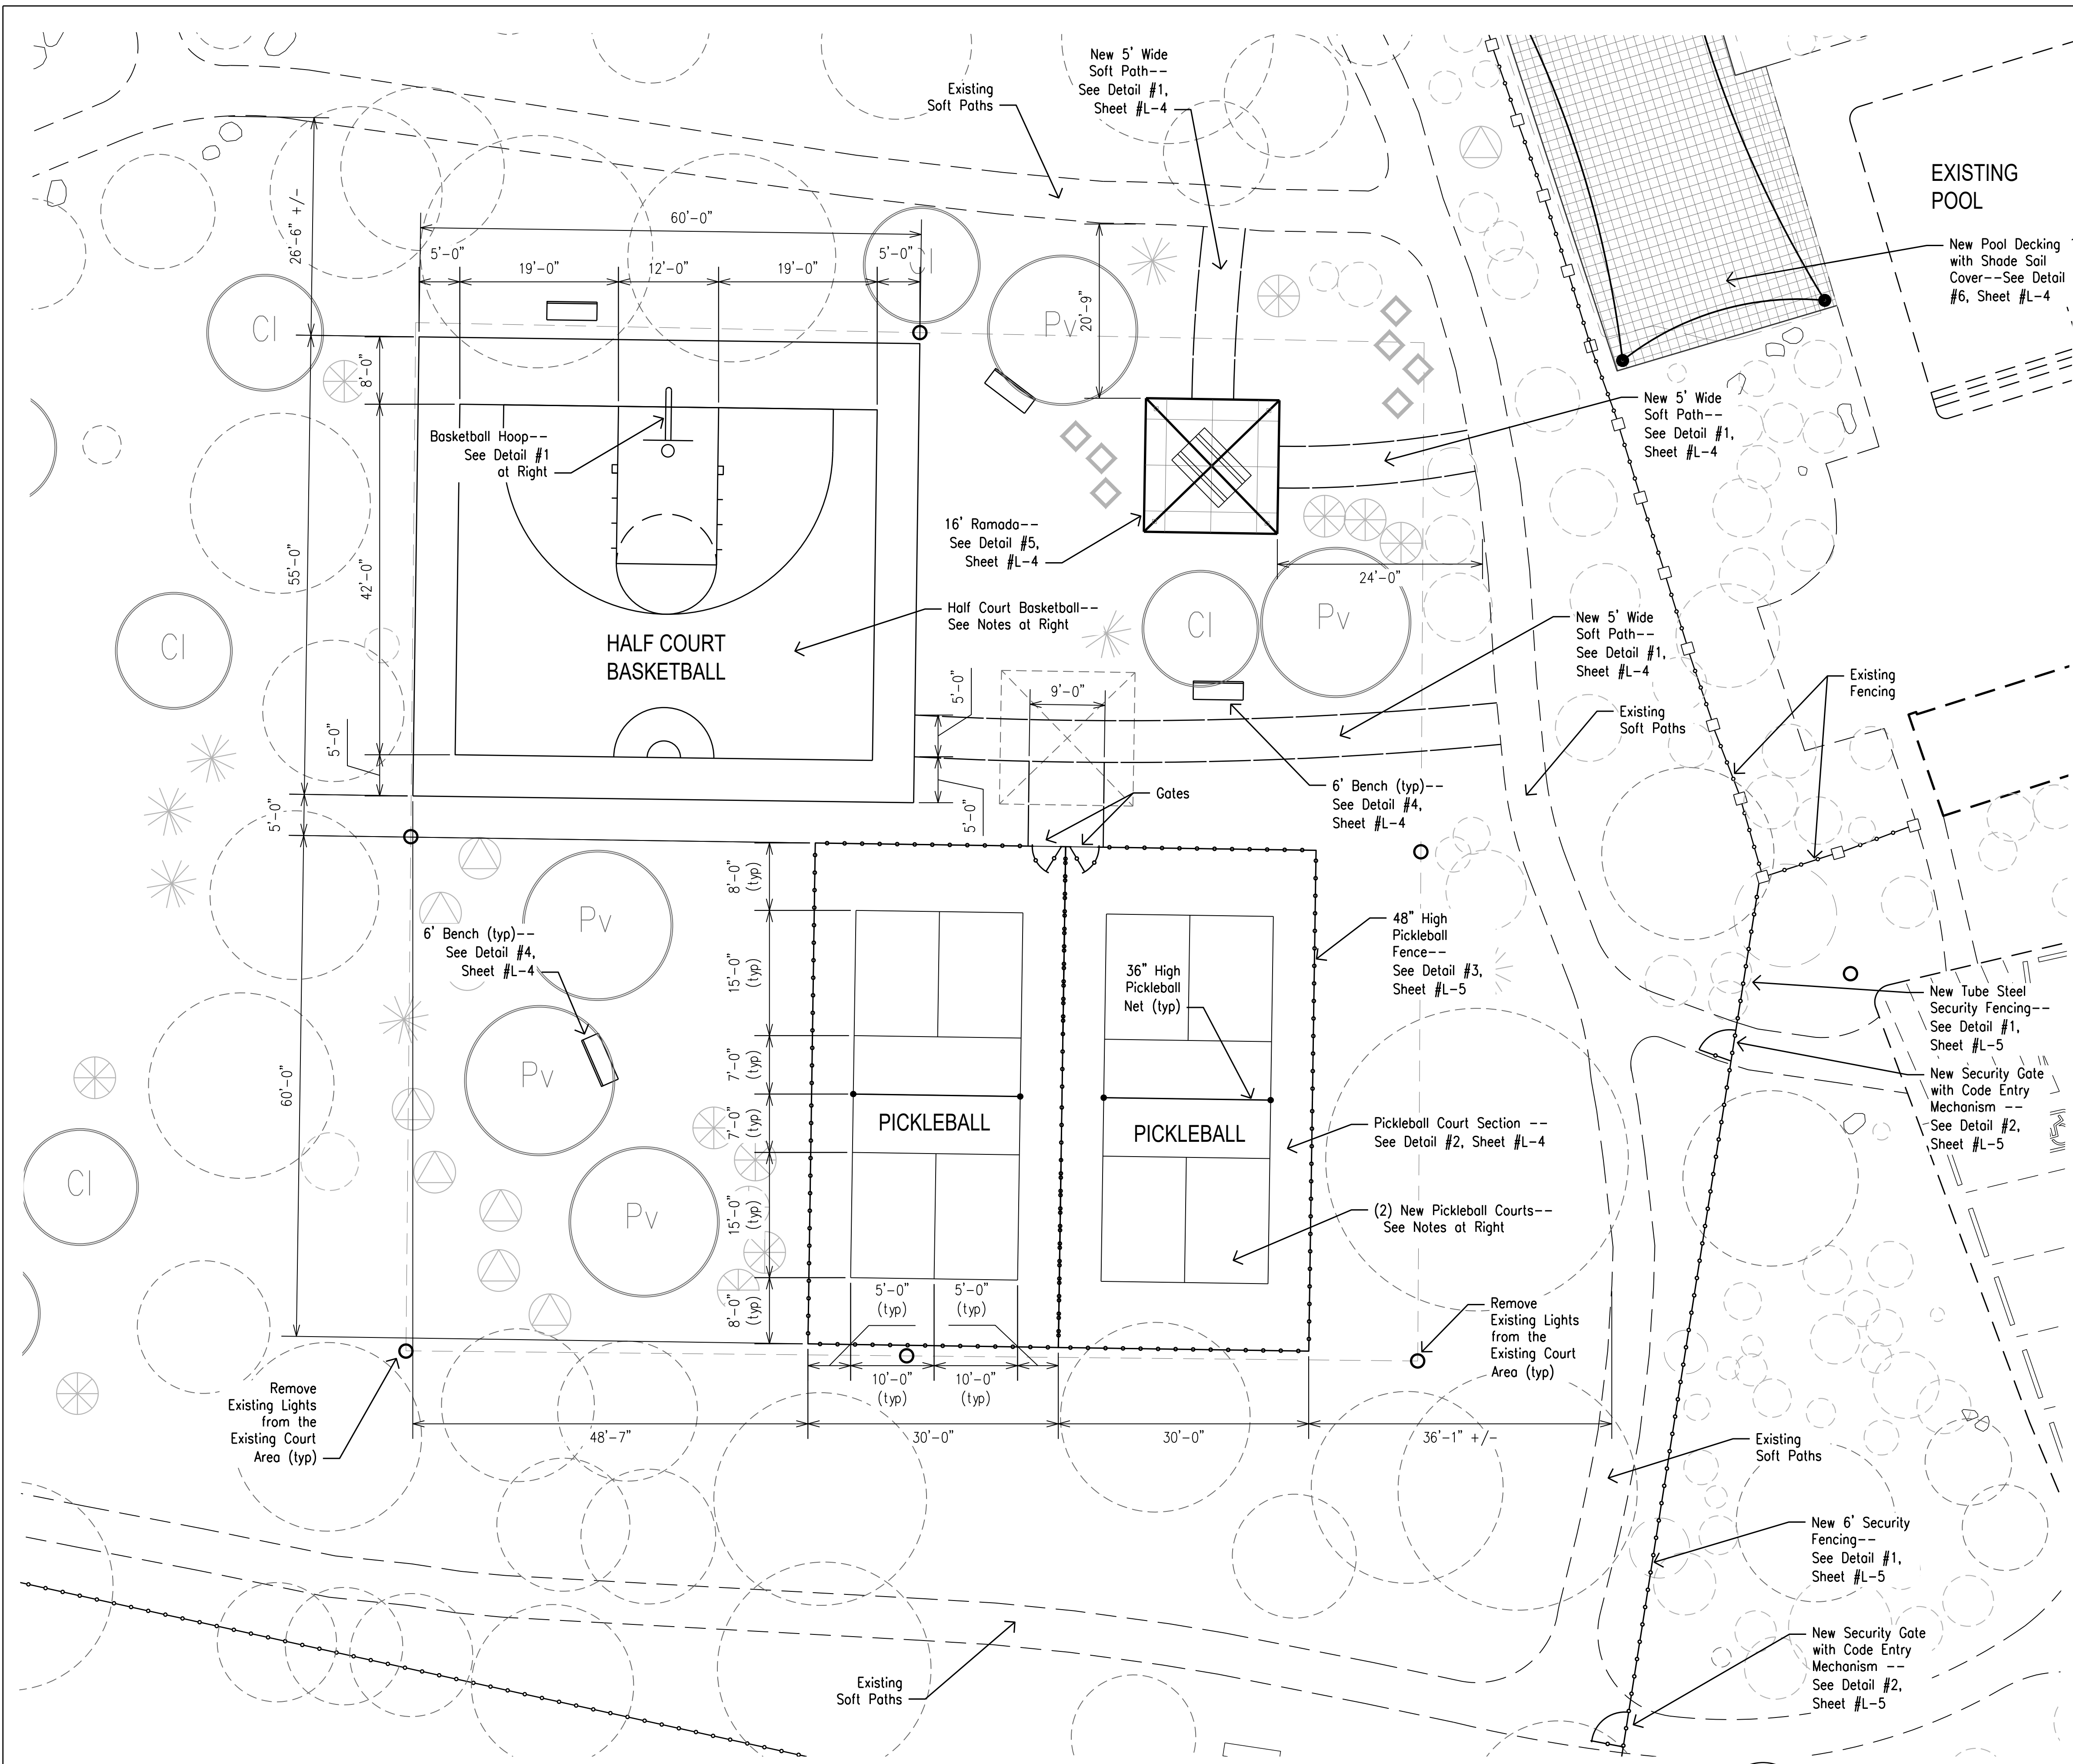 New 5' Wide
Soft Path--
See Detail #1,
Sheet #L-4
Existing
Soft Paths
EXISTING
POOL
New Pool Decking
with Shade Sail
Cover--See Detail
#6, Sheet #L-4
60'-0"
26'-6" +/-
5'-0"
19'-0"
12'-0"
19'-0"
5'-0"
Cl
Cl
Pv
20'-9"
8'-0"
Basketball Hoop--
See Detail #1
at Right
New 5' Wide
Soft Path--
See Detail #1,
Sheet #L-4
16' Ramada--
See Detail #5,
Sheet #L-4
24'-0"
55'-0"
42'-0"
Half Court Basketball--
See Notes at Right
HALF COURT
BASKETBALL
Cl
Cl
Pv
New 5' Wide
Soft Path--
See Detail #1,
Sheet #L-4
Existing
Fencing
Existing
Soft Paths
9'-0"
5'-0"
5'-0"
5'-0"
5'-0"
Gates
6' Bench (typ)--
See Detail #4,
Sheet #L-4
8'-0"
(typ)
Pv
6' Bench (typ)--
See Detail #4,
Sheet #L-4
15'-0"
(typ)
36" High
Pickleball
Net (typ)
48" High
Pickleball
Fence--
See Detail #3,
Sheet #L-5
New Tube Steel
Security Fencing--
See Detail #1,
Sheet #L-5
New Security Gate
with Code Entry
Mechanism --
See Detail #2,
Sheet #L-5
60'-0"
Pv
7'-0"
(typ)
7'-0"
(typ)
PICKLEBALL
PICKLEBALL
Pickleball Court Section --
See Detail #2, Sheet #L-4
Cl
Pv
15'-0"
(typ)
(2) New Pickleball Courts--
See Notes at Right
8'-0"
(typ)
5'-0"
(typ)
5'-0"
(typ)
10'-0"
(typ)
10'-0"
(typ)
Remove
Existing Lights
from the
Existing Court
Area (typ)
Remove
Existing Lights
from the
Existing Court
Area (typ)
48'-7"
30'-0"
30'-0"
36'-1" +/-
Existing
Soft Paths
New 6' Security
Fencing--
See Detail #1,
Sheet #L-5
New Security Gate
with Code Entry
Mechanism --
See Detail #2,
Sheet #L-5
Existing
Soft Paths